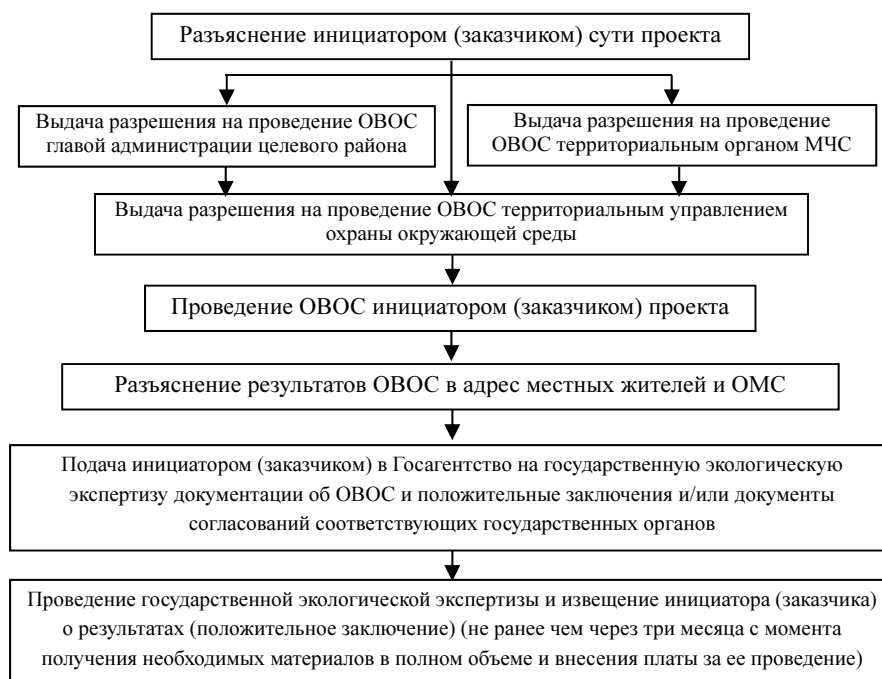 Разъяснение инициатором (заказчиком) сути проекта
Выдача разрешения на проведение ОВОС
главой администрации целевого района
Выдача разрешения на проведение
ОВОС территориальным органом МЧС
Выдача разрешения на проведение ОВОС территориальным управлением
охраны окружающей среды
Проведение ОВОС инициатором (заказчиком) проекта
Разъяснение результатов ОВОС в адрес местных жителей и ОМС
Подача инициатором (заказчиком) в Госагентство на государственную экологическую
экспертизу документации об ОВОС и положительные заключения и/или документы
согласований соответствующих государственных органов
Проведение государственной экологической экспертизы и извещение инициатора (заказчика)
о результатах (положительное заключение) (не ранее чем через три месяца с момента
получения необходимых материалов в полном объеме и внесения платы за ее проведение)